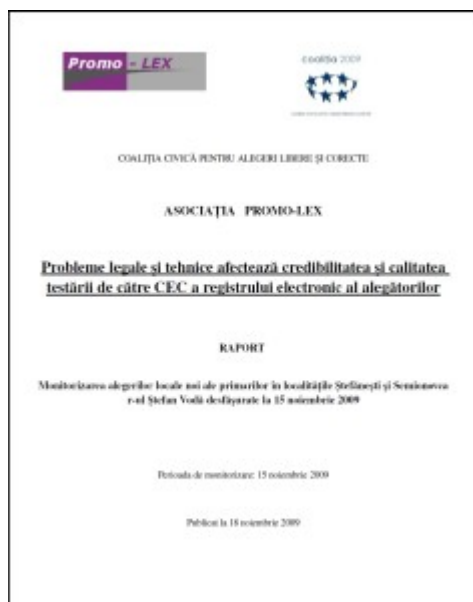 Promo - LEX
coaliția 2009
COALIȚIA CIVICĂ PENTRU ALEGERI LIBERE ȘI CORECTE
ASOCIAȚIA PROMO-LEX
Probleme legale și tehnice afectează credibilitatea și calitatea
testării de către CEC a registrului electronic al alegătorilor
RAPORT
Monitorizarea alegerilor locale noi ale primarilor în localitățile Ștefănești și Semionovca
r-ul Ștefan Vodă desfășurate la 15 noiembrie 2009
Perioada de monitorizare: 15 noiembrie 2009
Publicat la 18 noiembrie 2009